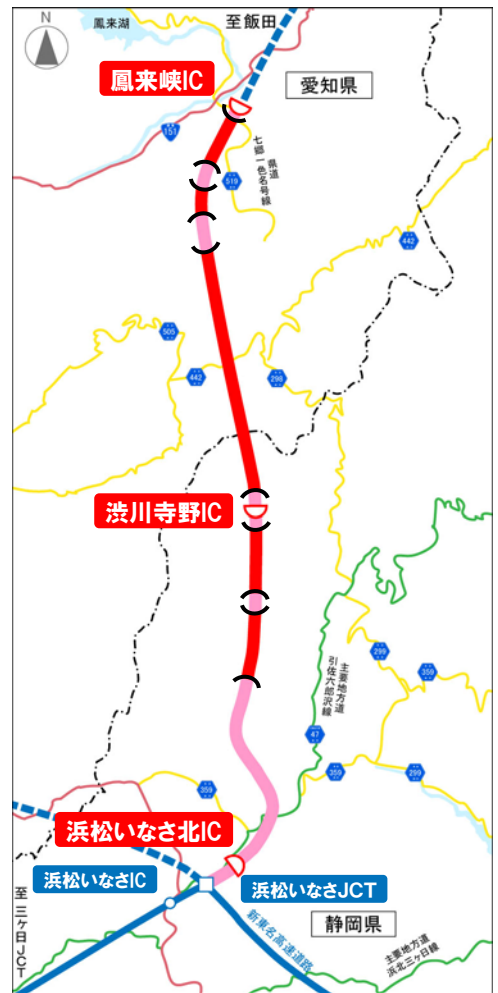 N
鳳来湖
至飯田
鳳来峡IC
愛知県
151
県道
七郷一色名号線
519
442
505
442
298
渋川寺野IC
299
359
主要地方道
引佐六郎沢線
47
359
299
359
浜松いなさ北IC
浜松いなさIC
浜松いなさJCT
至 三ヶ日JCT
新東名高速道路
静岡県
主要地方道
浜北三ヶ日線